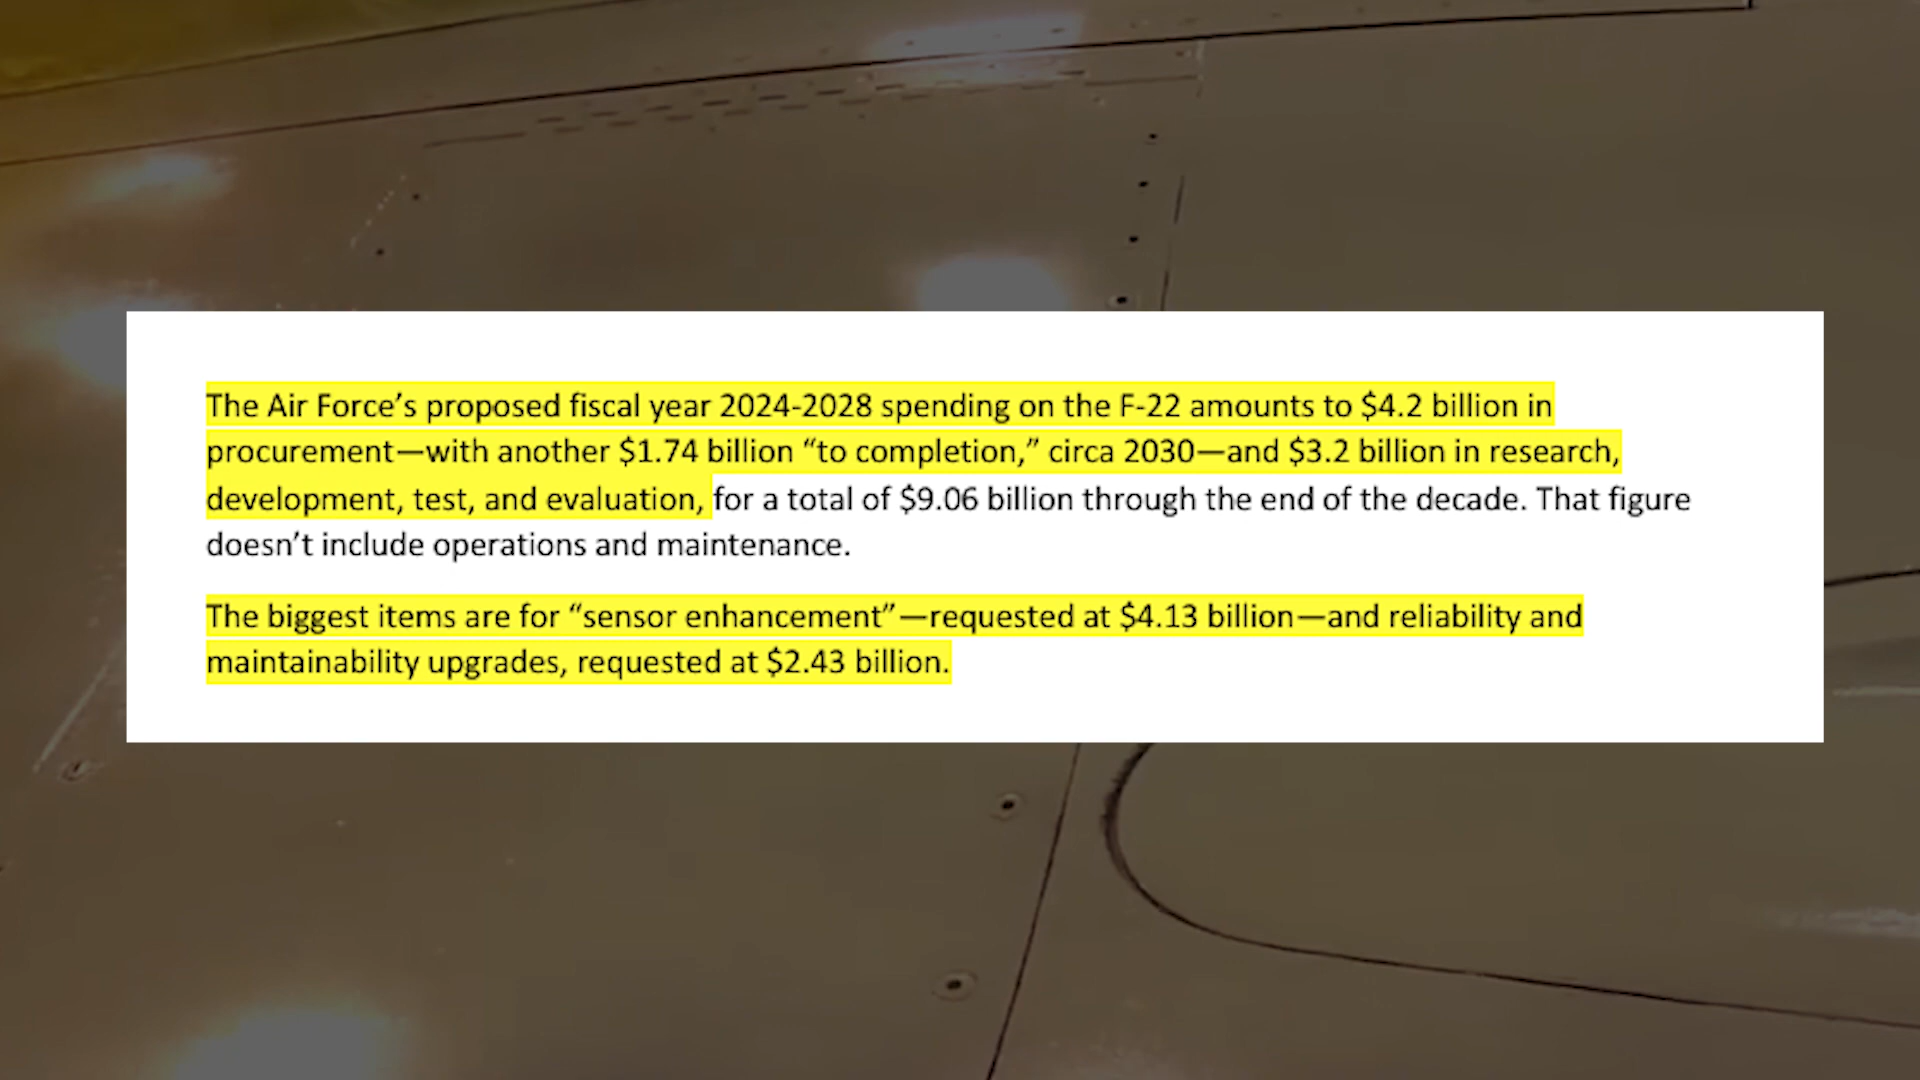 The Air Force’s proposed fiscal year 2024-2028 spending on the F-22 amounts to $4.2 billion in
procurement—with another $1.74 billion “to completion,” circa 2030—and $3.2 billion in research,
development, test, and evaluation, for a total of $9.06 billion through the end of the decade. That figure
doesn’t include operations and maintenance.
The biggest items are for “sensor enhancement”—requested at $4.13 billion—and reliability and
maintainability upgrades, requested at $2.43 billion.